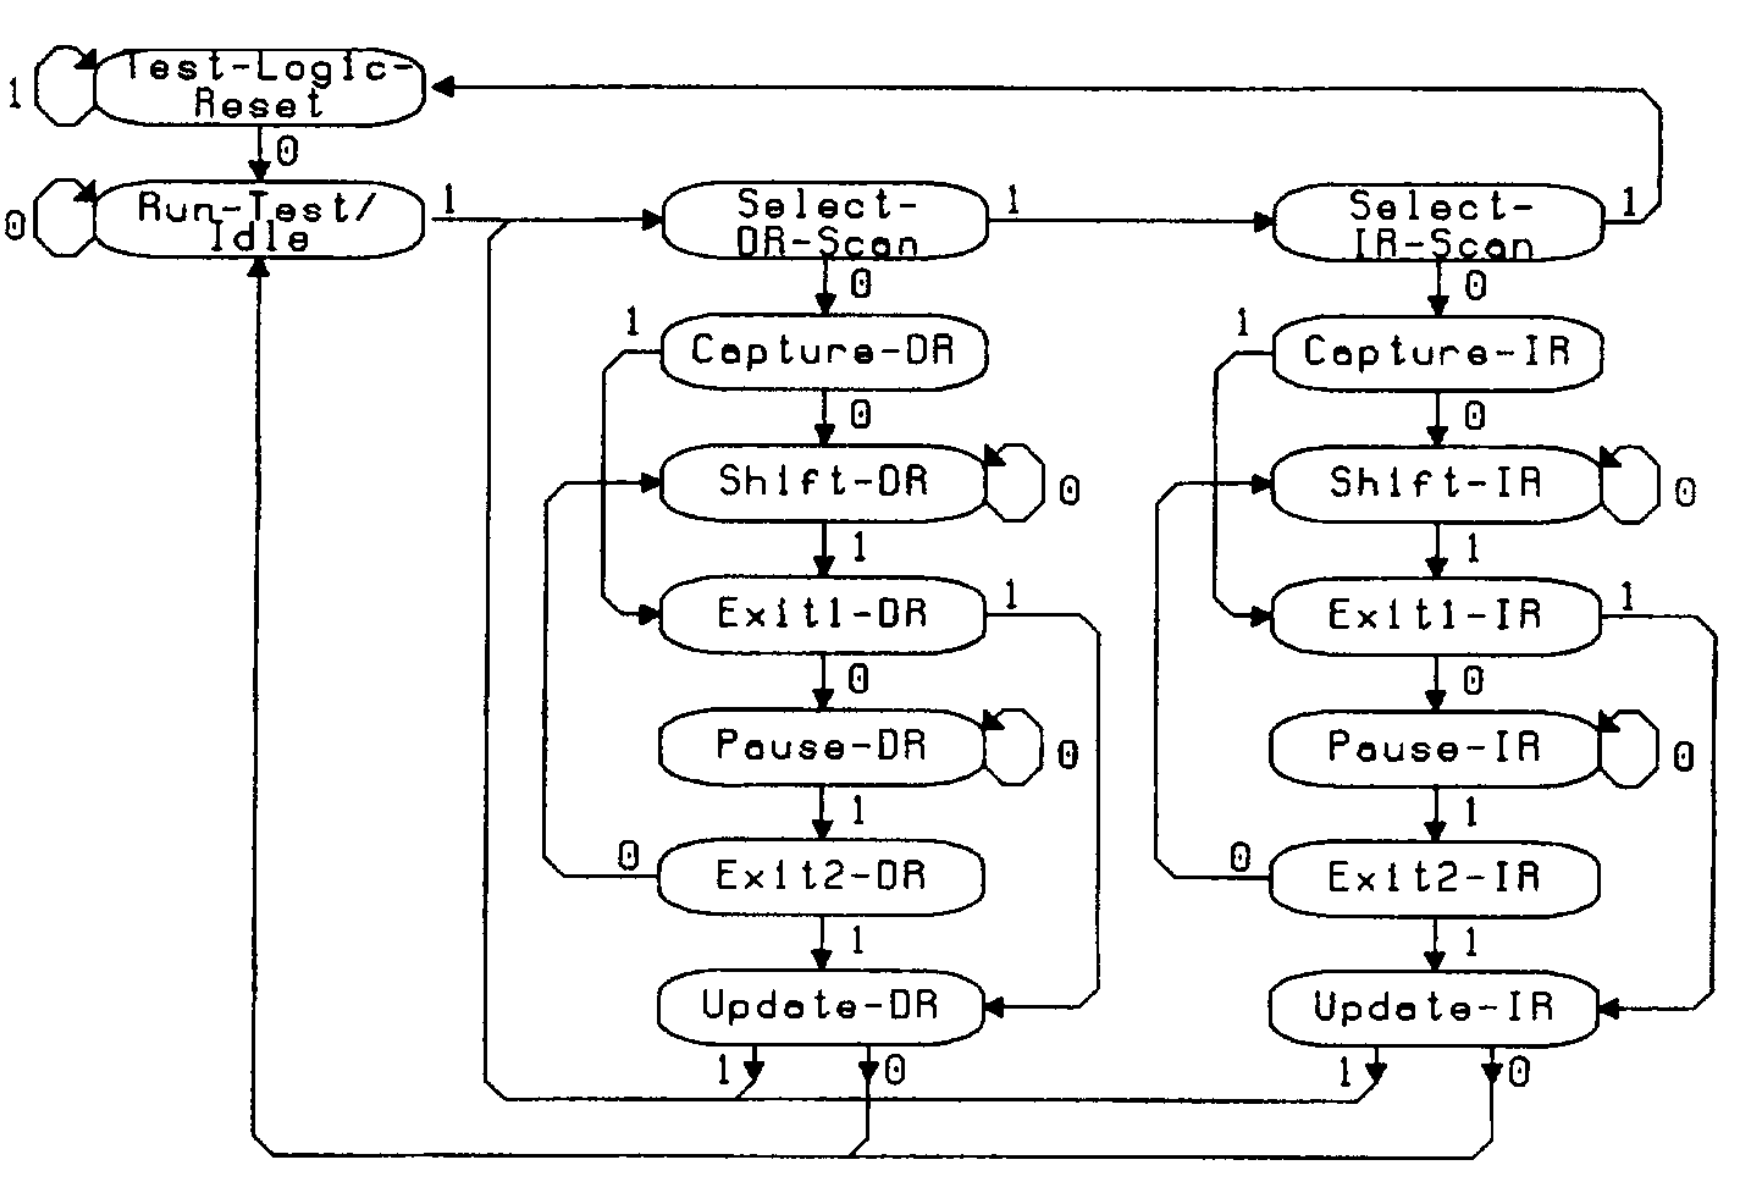 Test-Logic-
Reset
1
0
Run-Test/
Idle
0
1
Select-
DR-Scan
1
Select-
IR-Scan
1
0
0
1
Capture-DR
1
Capture-IR
0
0
Shift-DR
0
Shift-IR
0
1
1
Exit1-DR
1
Exit1-IR
1
0
0
Pause-DR
0
Pause-IR
0
1
1
0
Exit2-DR
0
Exit2-IR
1
1
Update-DR
Update-IR
1
0
1
0